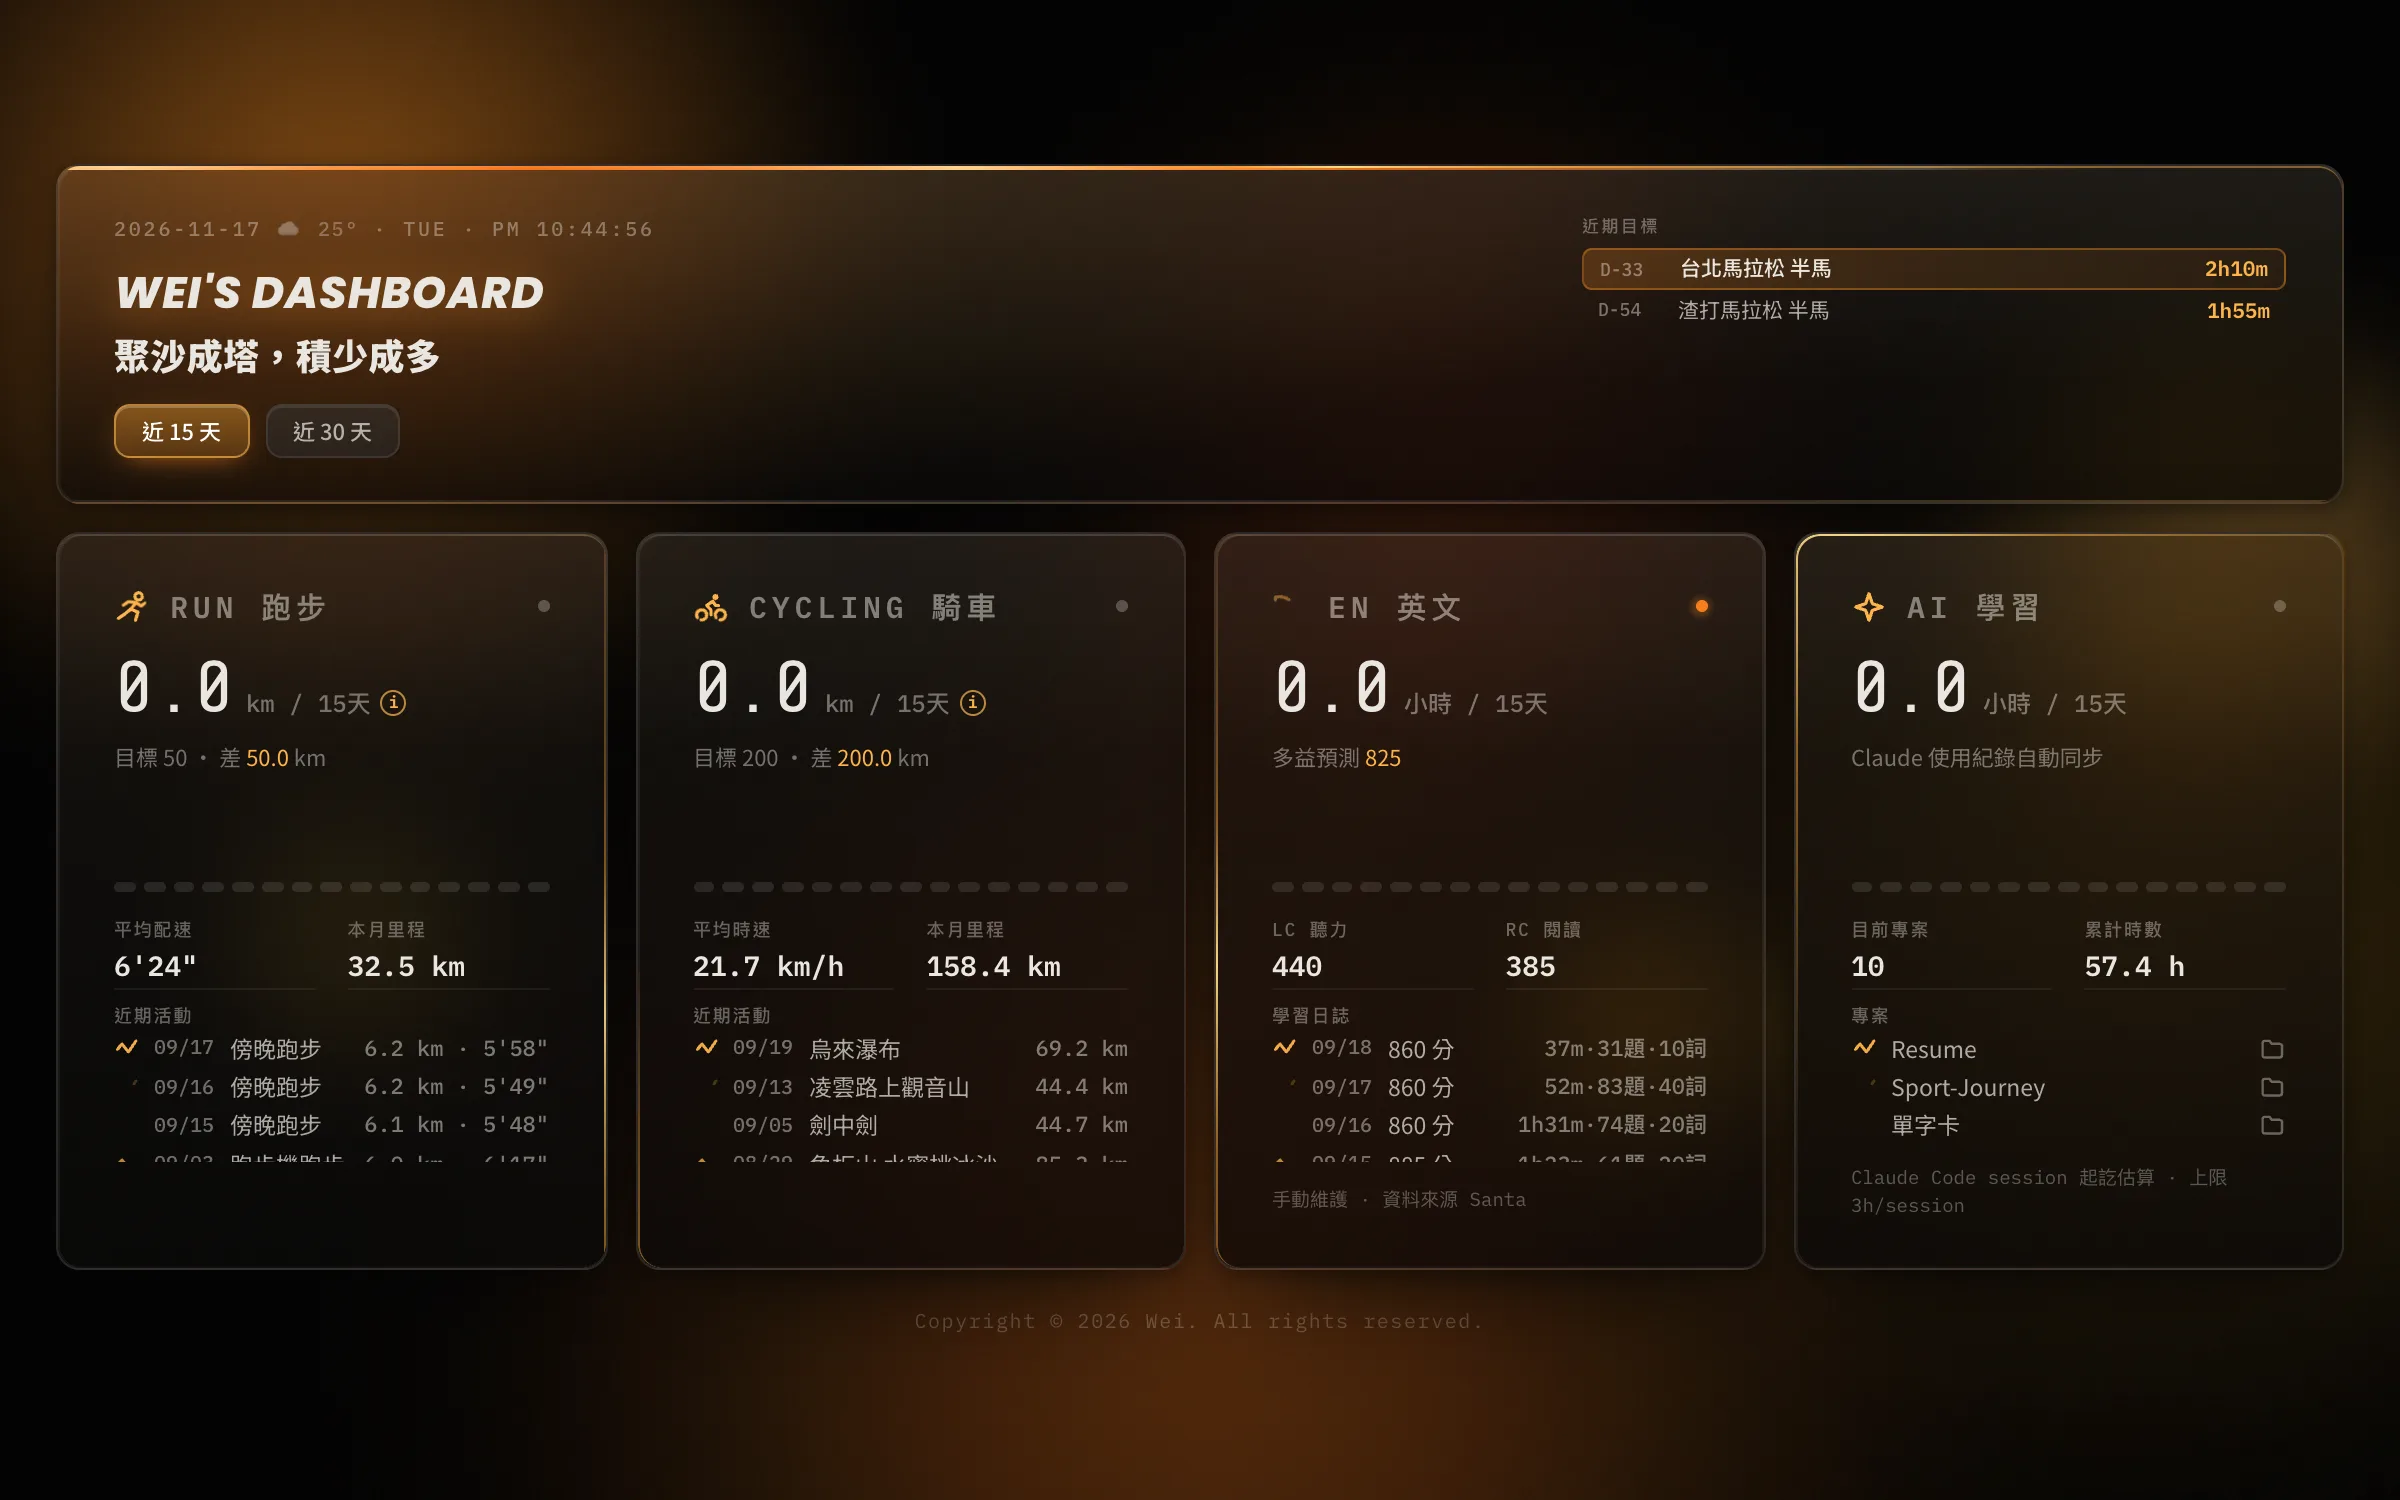 2026-11-17 25° · TUE · PM 10:44:56
WEI'S DASHBOARD
聚沙成塔，積少成多
近 15 天
近 30 天
近期目標
D-33 台北馬拉松 半馬 2h10m
D-54 渣打馬拉松 半馬 1h55m
RUN 跑步
0.0 km / 15天 i
目標 50 · 差 50.0 km
平均配速
6'24"
本月里程
32.5 km
近期活動
09/17 傍晚跑步 6.2 km · 5'58"
09/16 傍晚跑步 6.2 km · 5'49"
09/15 傍晚跑步 6.1 km · 5'48"
CYCLING 騎車
0.0 km / 15天 i
目標 200 · 差 200.0 km
平均時速
21.7 km/h
本月里程
158.4 km
近期活動
09/19 烏來瀑布 69.2 km
09/13 凌雲路上觀音山 44.4 km
09/05 劍中劍 44.7 km
EN 英文
0.0 小時 / 15天
多益預測 825
LC 聽力
440
RC 閱讀
385
學習日誌
09/18 860 分 37m·31題·10詞
09/17 860 分 52m·83題·40詞
09/16 860 分 1h31m·74題·20詞
手動維護 · 資料來源 Santa
AI 學習
0.0 小時 / 15天
Claude 使用紀錄自動同步
目前專案
10
累計時數
57.4 h
專案
Resume
Sport-Journey
單字卡
Claude Code session 起訖估算 · 上限
3h/session
Copyright © 2026 Wei. All rights reserved.